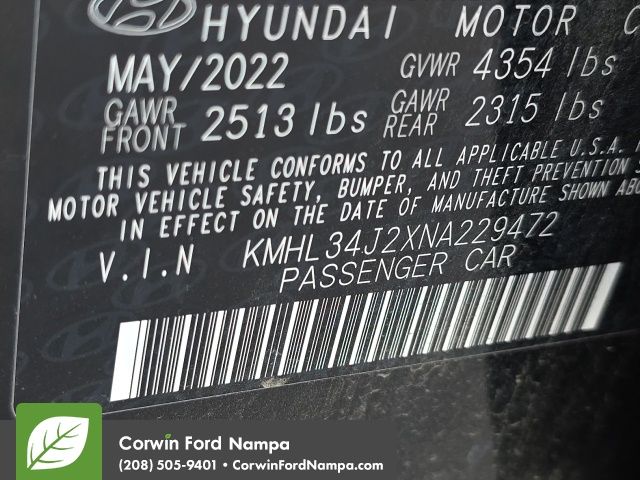 HYUNDAI MOTOR C
MAY/2022 GVWR 4354 lbs
GAWR FRONT 2513 lbs GAWR REAR 2315 lbs
THIS VEHICLE CONFORMS TO ALL APPLICABLE U.S.A.
MOTOR VEHICLE SAFETY, BUMPER, AND THEFT PREVENTION
IN EFFECT ON THE DATE OF MANUFACTURE SHOWN
V.I.N KMHL34J2XNA229472
PASSENGER CAR
Corwin Ford Nampa
(208) 505-9401 • CorwinFordNampa.com